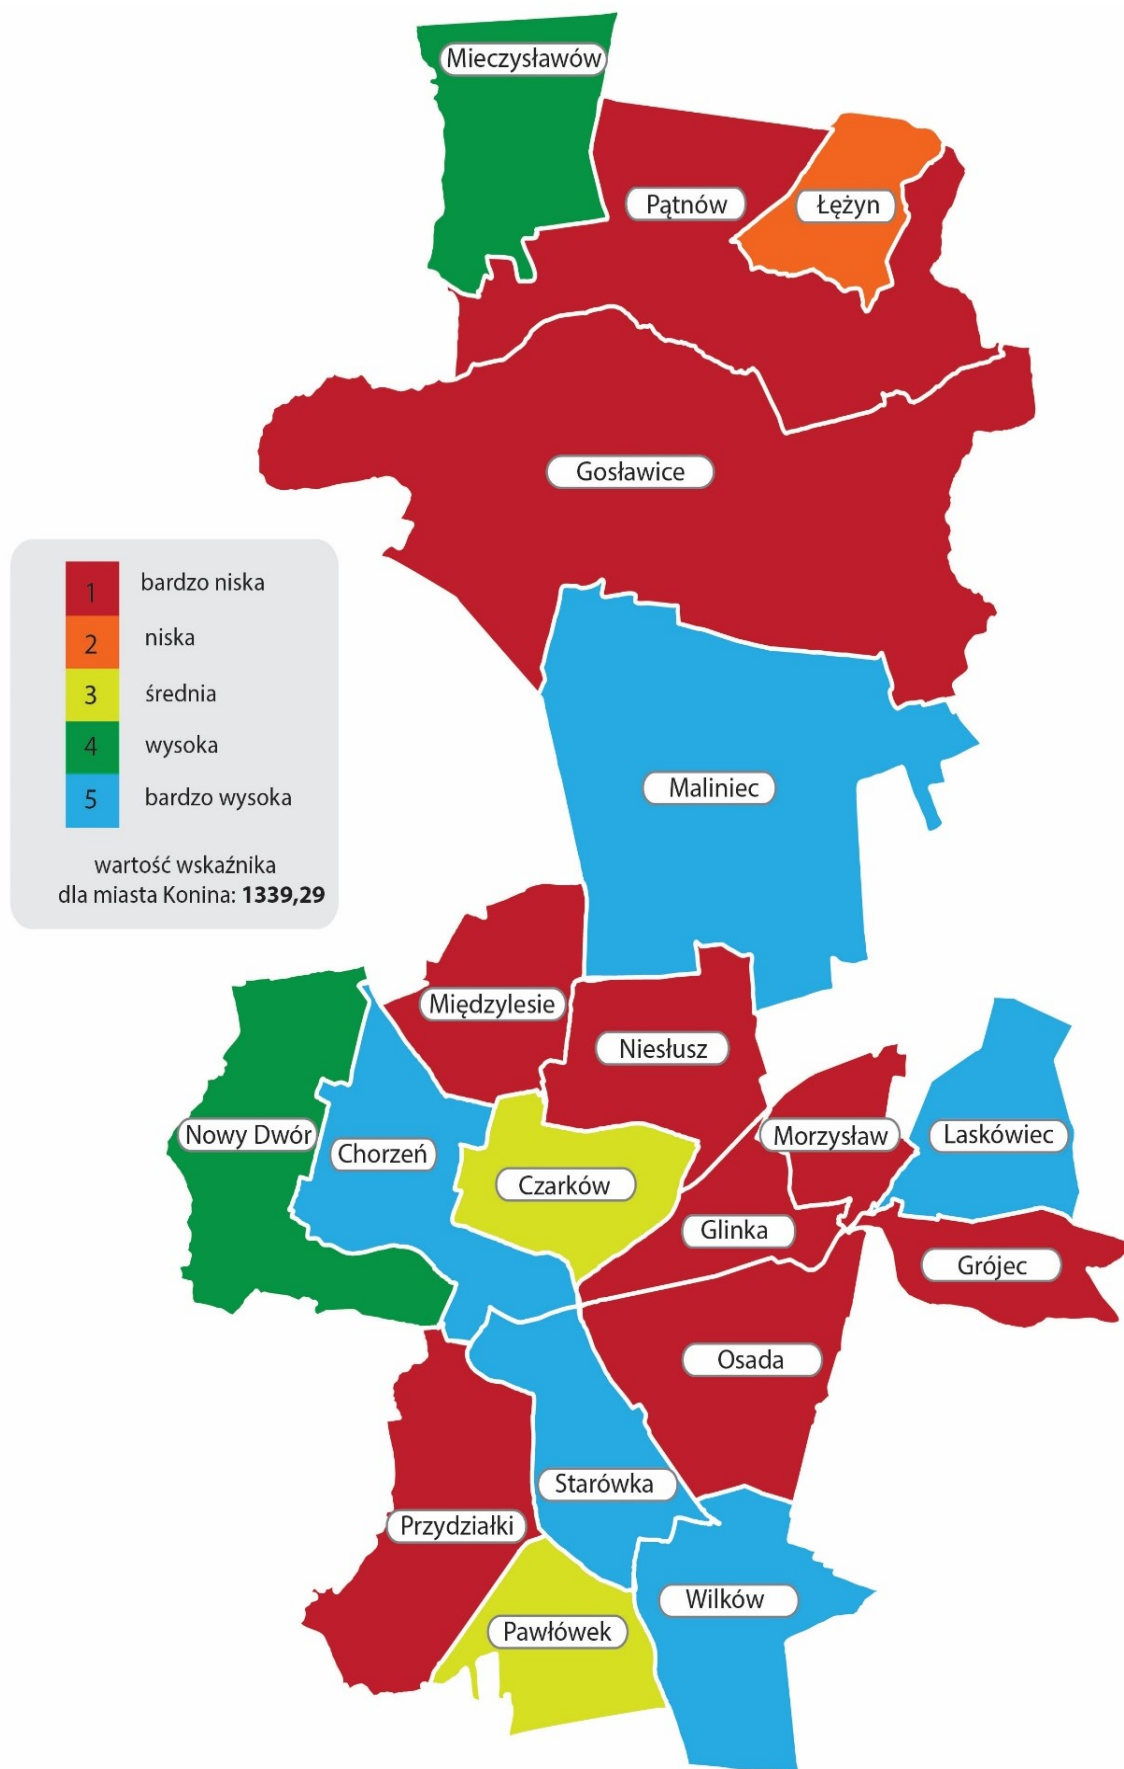 Mieczysławów
Pątnów
Łężyn
Gosławice
1 bardzo niska
2 niska
3 średnia
4 wysoka
5 bardzo wysoka
wartość wskaźnika
dla miasta Konina: 1339,29
Maliniec
Międzylesie
Niesłusz
Nowy Dwór
Chorzeń
Morzysław
Laskówiec
Czarków
Glinka
Grójec
Osada
Starówka
Przydziałki
Wilków
Pawłówek